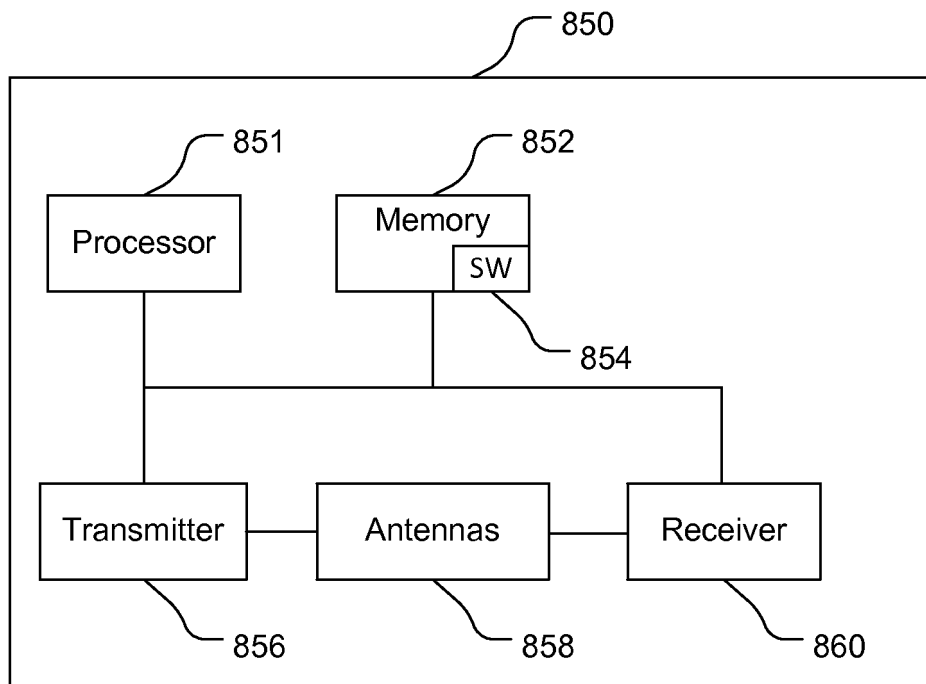 850
851
852
Processor
Memory
SW
854
Transmitter
Antennas
Receiver
856
858
860